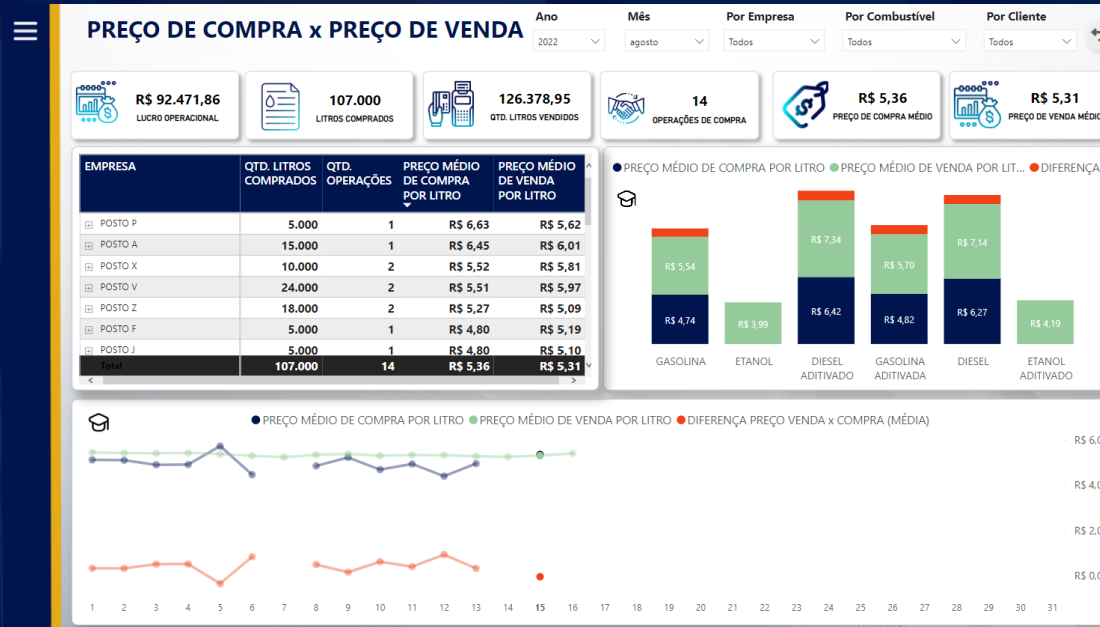 PREÇO DE COMPRA x PREÇO DE VENDA
Ano
2022
Mês
agosto
Por Empresa
Todos
Por Combustível
Todos
Por Cliente
Todos
R$ 92.471,86
LUCRO OPERACIONAL
107.000
LITROS COMPRADOS
126.378,95
QTD. LITROS VENDIDOS
14
OPERAÇÕES DE COMPRA
R$ 5,36
PREÇO DE COMPRA MÉDIO
R$ 5,31
PREÇO DE VENDA MÉDIO
EMPRESA QTD. LITROS COMPRADOS QTD. OPERAÇÕES PREÇO MÉDIO DE COMPRA POR LITRO PREÇO MÉDIO DE VENDA POR LITRO
POSTO P 5.000 1 R$ 6,63 R$ 5,62
POSTO A 15.000 1 R$ 6,45 R$ 6,01
POSTO X 10.000 2 R$ 5,52 R$ 5,81
POSTO V 24.000 2 R$ 5,51 R$ 5,97
POSTO Z 18.000 2 R$ 5,27 R$ 5,09
POSTO F 5.000 1 R$ 4,80 R$ 5,19
POSTO J 5.000 1 R$ 4,80 R$ 5,10
Total 107.000 14 R$ 5,36 R$ 5,31
PREÇO MÉDIO DE COMPRA POR LITRO PREÇO MÉDIO DE VENDA POR LIT... DIFERENÇA
R$ 5,54
R$ 4,74
R$ 3,99
R$ 7,34
R$ 6,42
R$ 5,70
R$ 4,82
R$ 7,14
R$ 6,27
R$ 4,19
GASOLINA
ETANOL
DIESEL ADITIVADO
GASOLINA ADITIVADA
DIESEL
ETANOL ADITIVADO
PREÇO MÉDIO DE COMPRA POR LITRO PREÇO MÉDIO DE VENDA POR LITRO DIFERENÇA PREÇO VENDA x COMPRA (MÉDIA)
R$ 6,0
R$ 4,0
R$ 2,0
R$ 0,0
1 2 3 4 5 6 7 8 9 10 11 12 13 14 15 16 17 18 19 20 21 22 23 24 25 26 27 28 29 30 31